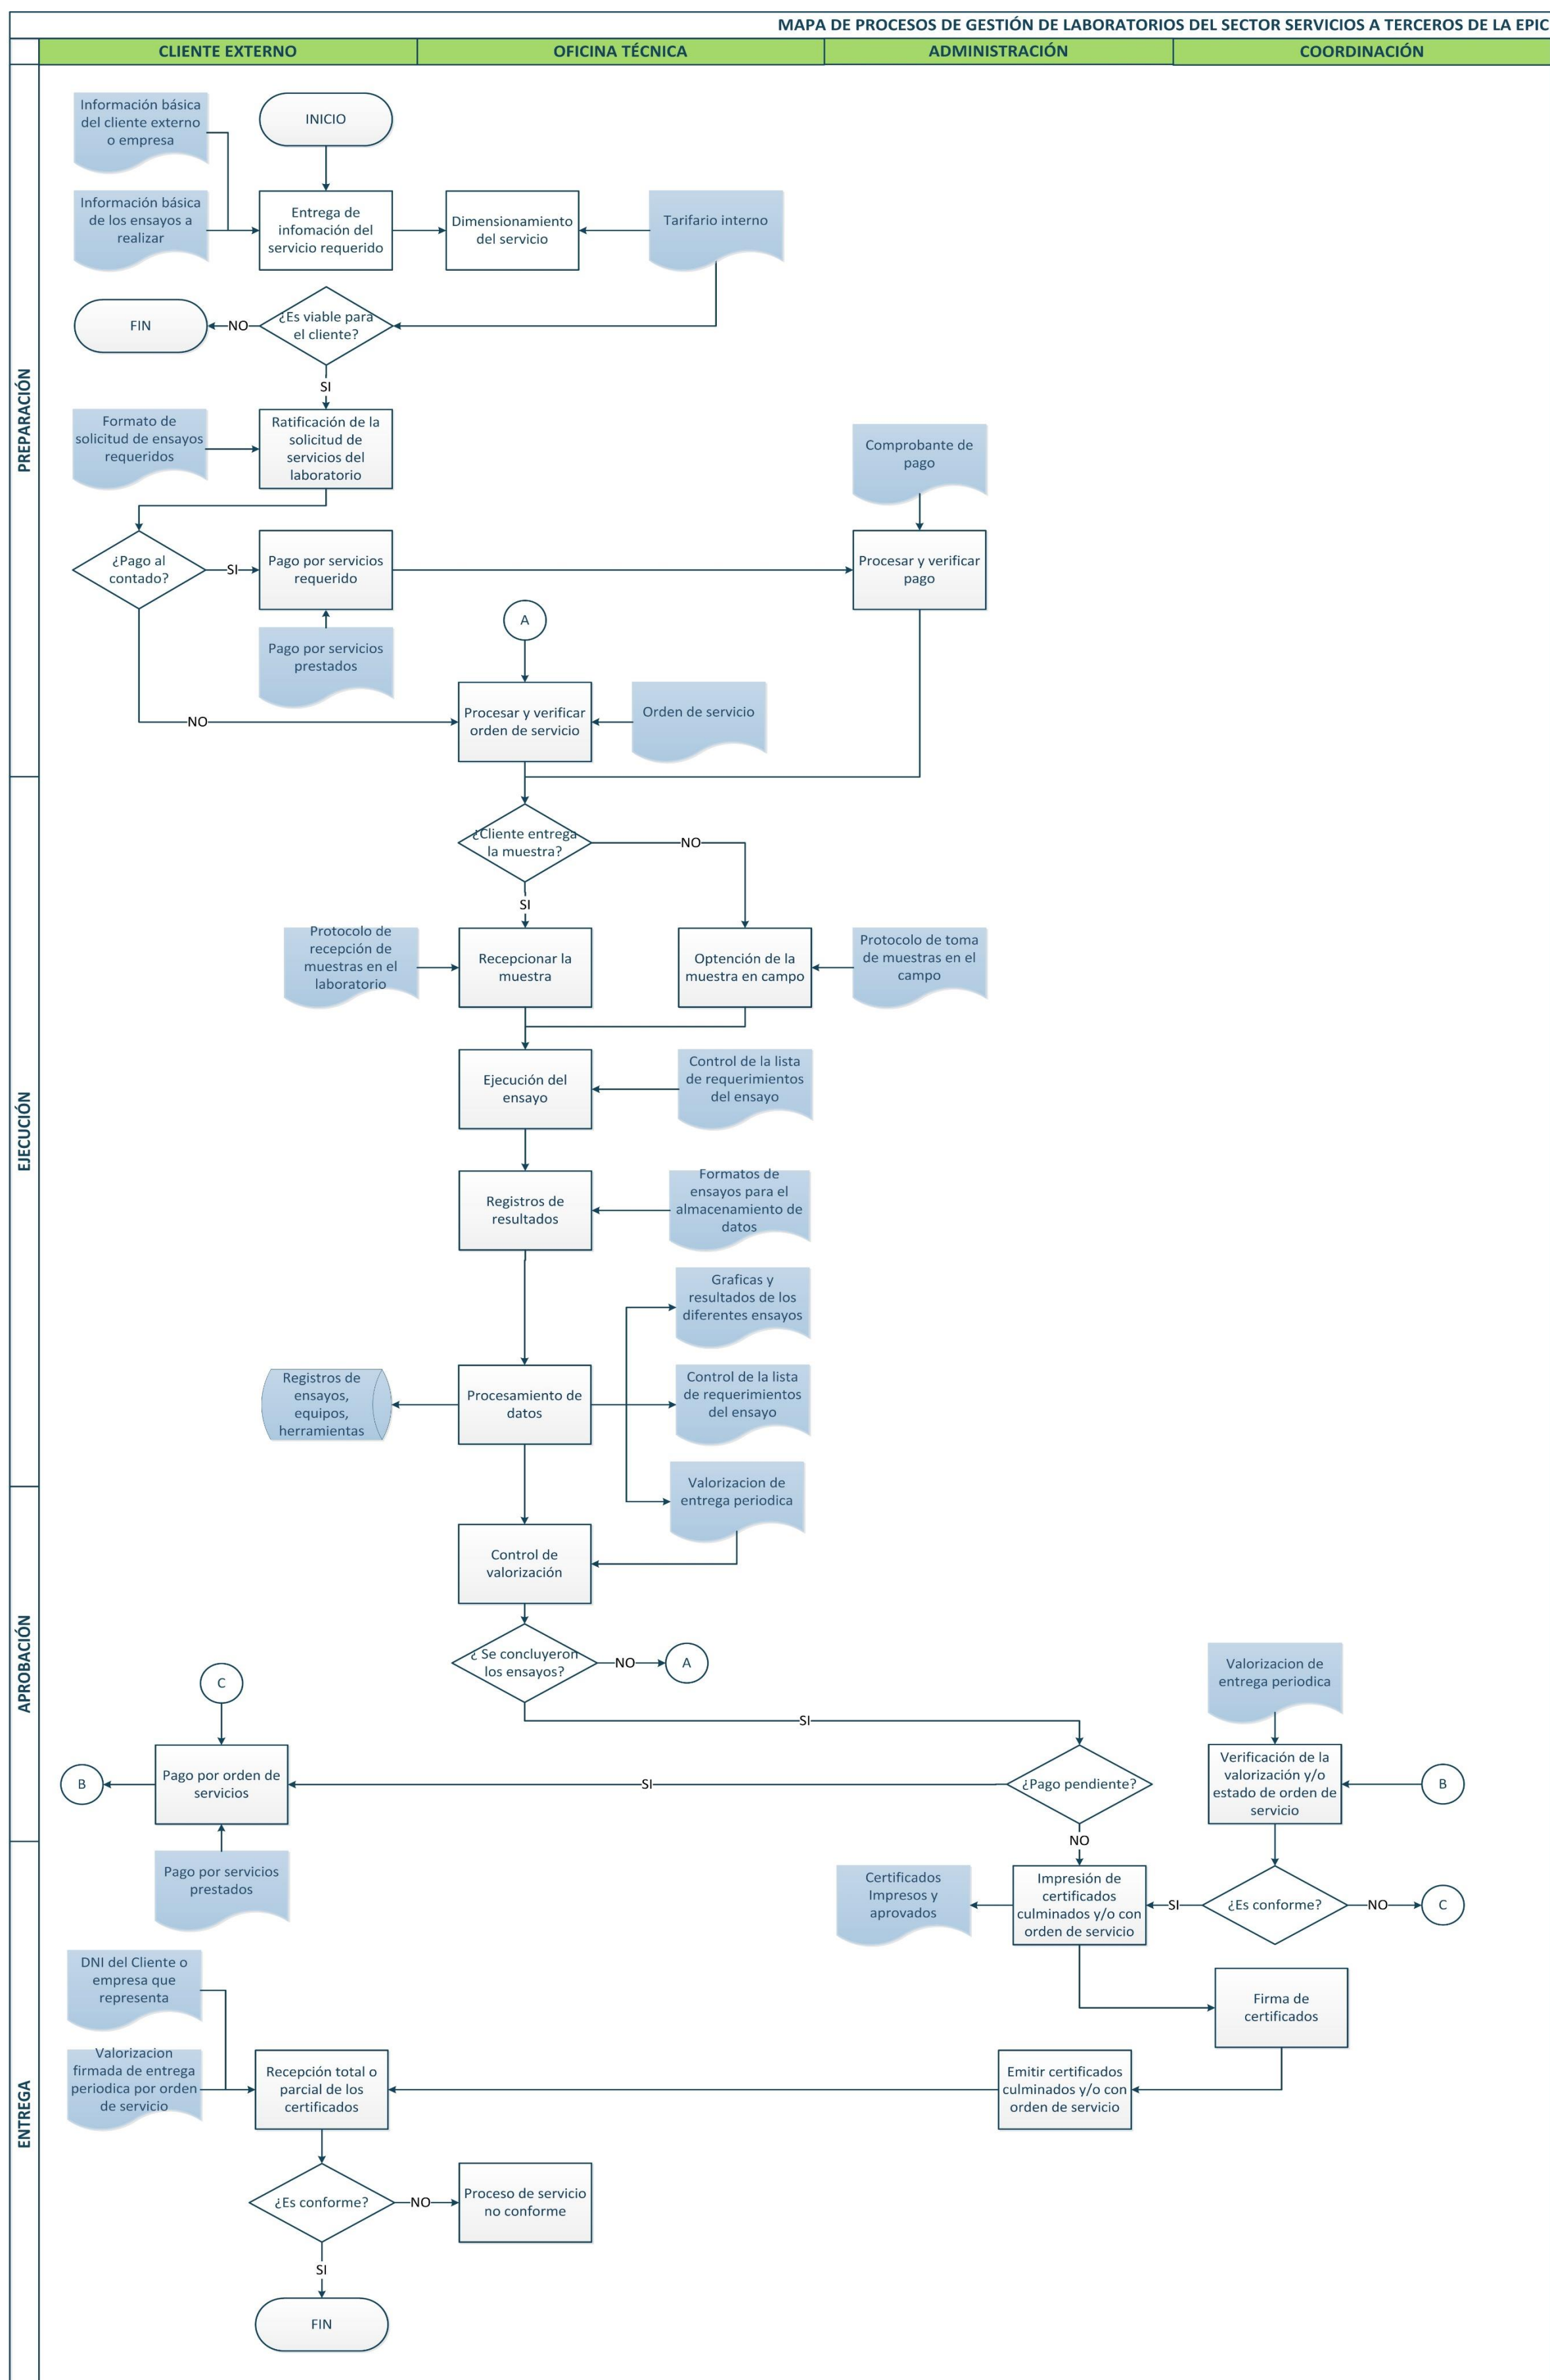 MAPA DE PROCESOS DE GESTIÓN DE LABORATORIOS DEL SECTOR SERVICIOS A TERCEROS DE LA EPIC
CLIENTE EXTERNO
OFICINA TÉCNICA
ADMINISTRACIÓN
COORDINACIÓN
PREPARACIÓN
Información básica
del cliente externo
o empresa
INICIO
Información básica
de los ensayos a
realizar
Entrega de
infomación del
servicio requerido
Dimensionamiento
del servicio
Tarifario interno
FIN
NO
¿Es viable para
el cliente?
SI
Formato de
solicitud de ensayos
requeridos
Ratificación de la
solicitud de
servicios del
laboratorio
Comprobante de
pago
¿Pago al
contado?
SI
Pago por servicios
requerido
Procesar y verificar
pago
A
Pago por servicios
prestados
NO
Procesar y verificar
orden de servicio
Orden de servicio
EJECUCIÓN
¿Cliente entrega
la muestra?
NO
SI
Protocolo de
recepción de
muestras en el
laboratorio
Recepcionar la
muestra
Optención de la
muestra en campo
Protocolo de toma
de muestras en el
campo
Ejecución del
ensayo
Control de la lista
de requerimientos
del ensayo
Registros de
resultados
Formatos de
ensayos para el
almacenamiento de
datos
Graficas y
resultados de los
diferentes ensayos
Registros de
ensayos,
equipos,
herramientas
Procesamiento de
datos
Control de la lista
de requerimientos
del ensayo
Valorizacion de
entrega periodica
APROBACIÓN
Control de
valorización
¿ Se concluyeron
los ensayos?
NO
A
SI
C
Valorizacion de
entrega periodica
B
Pago por orden de
servicios
SI
¿Pago pendiente?
Verificación de la
valorización y/o
estado de orden de
servicio
B
NO
ENTREGA
Pago por servicios
prestados
Certificados
Impresos y
aprovados
Impresión de
certificados
culminados y/o con
orden de servicio
SI
¿Es conforme?
NO
C
DNI del Cliente o
empresa que
representa
Firma de
certificados
Valorizacion
firmada de entrega
periodica por orden
de servicio
Recepción total o
parcial de los
certificados
Emitir certificados
culminados y/o con
orden de servicio
¿Es conforme?
NO
Proceso de servicio
no conforme
SI
FIN